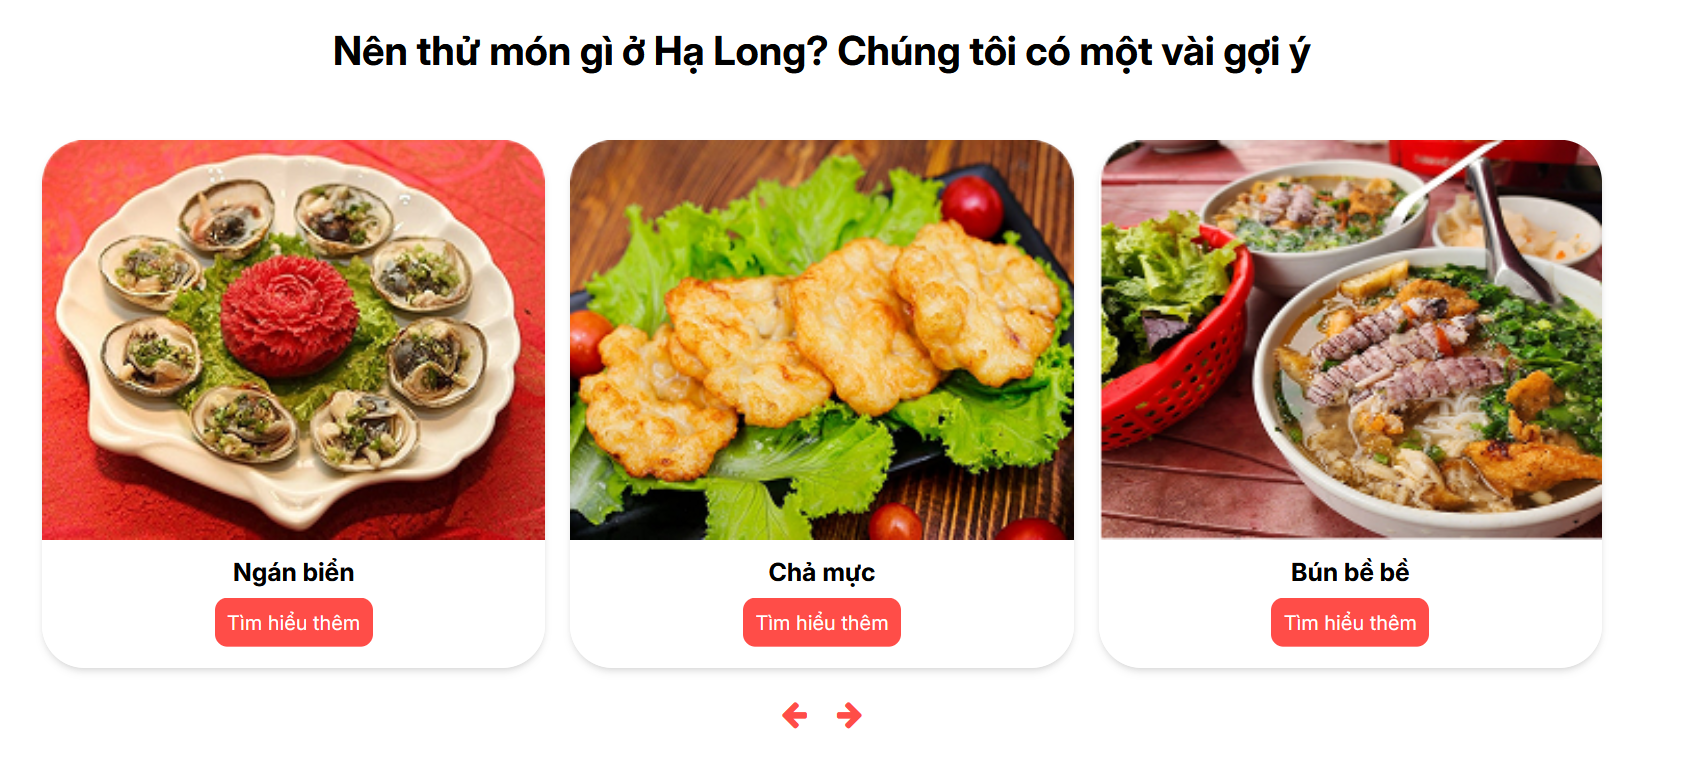 Nên thử món gì ở Hạ Long? Chúng tôi có một vài gợi ý
Ngán biển
Tìm hiểu thêm
Chả mực
Tìm hiểu thêm
Bún bề bề
Tìm hiểu thêm